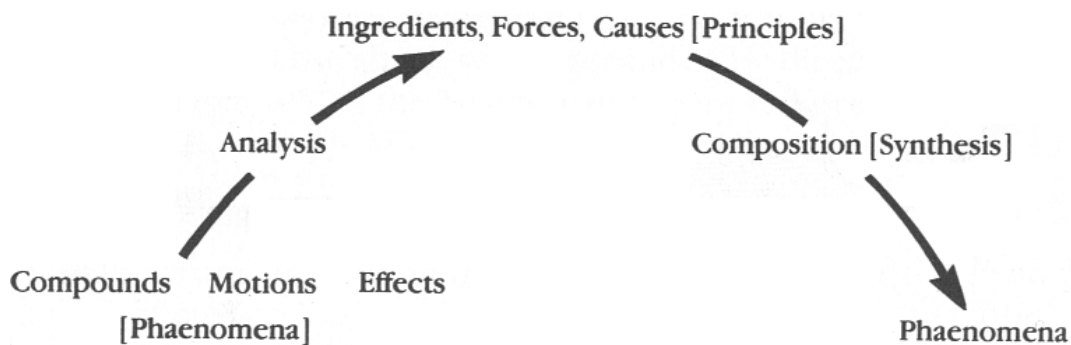 Ingredients, Forces, Causes [Principles]
Analysis
Composition [Synthesis]
Compounds Motions Effects
[Phaenomena]
Phaenomena